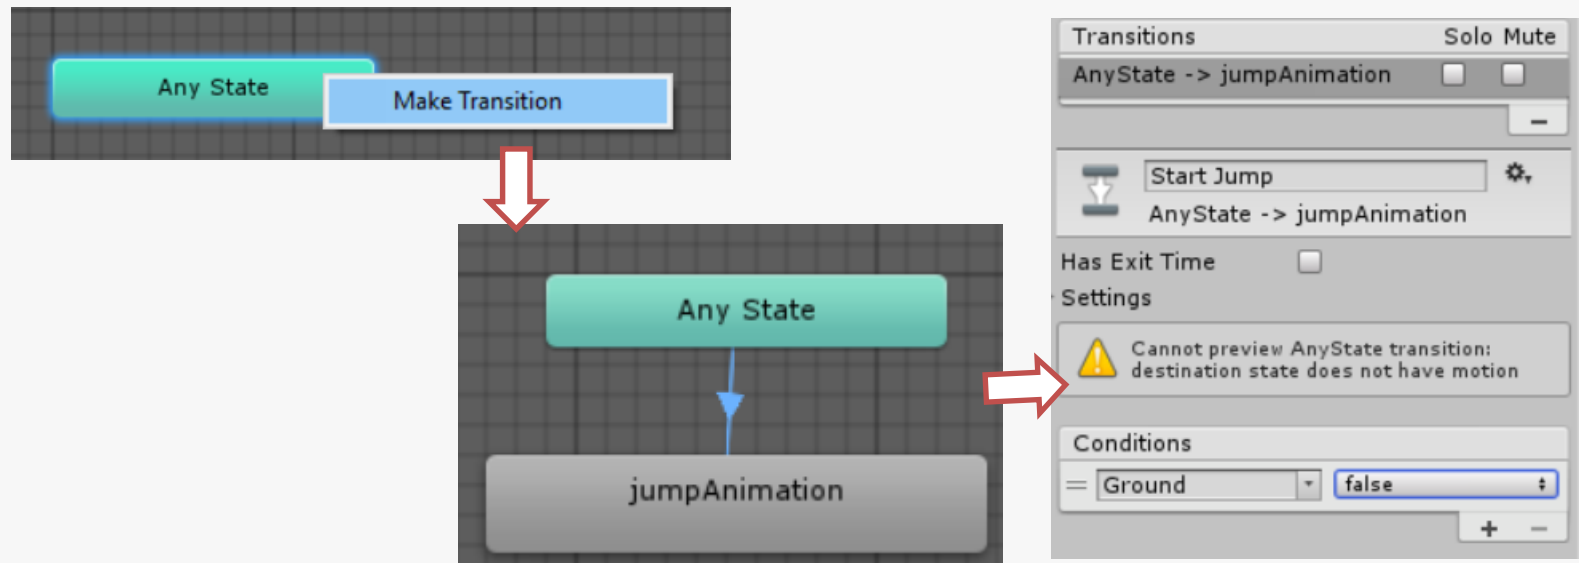 Any State
Make Transition
Any State
jumpAnimation
Transitions Solo Mute
AnyState -> jumpAnimation
Start Jump
AnyState -> jumpAnimation
Has Exit Time
Settings
Cannot preview AnyState transition:
destination state does not have motion
Conditions
Ground false